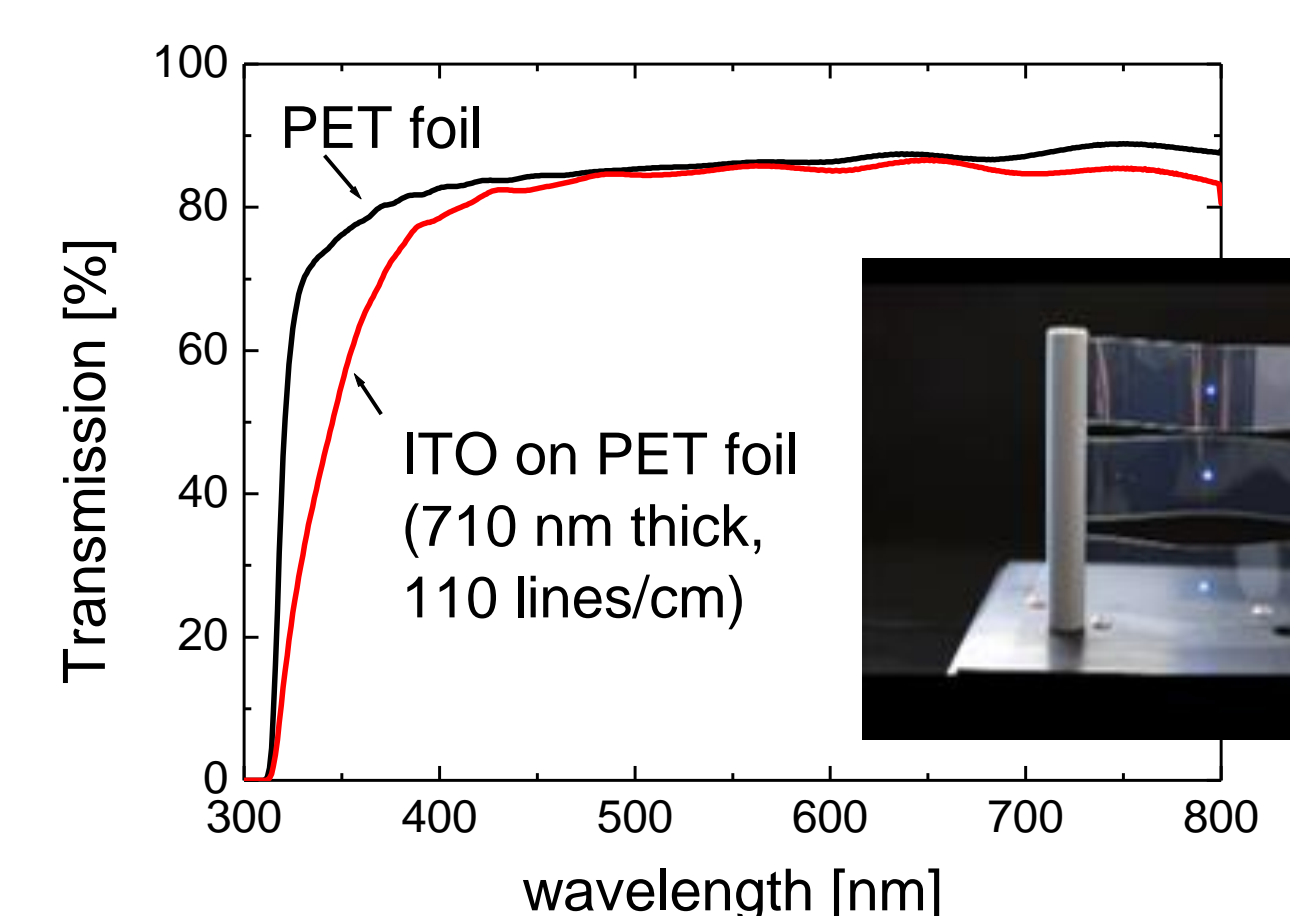 100
80
60
40
20
0
Transmission [%]
PET foil
ITO on PET foil
(710 nm thick,
110 lines/cm)
300 400 500 600 700 800
wavelength [nm]